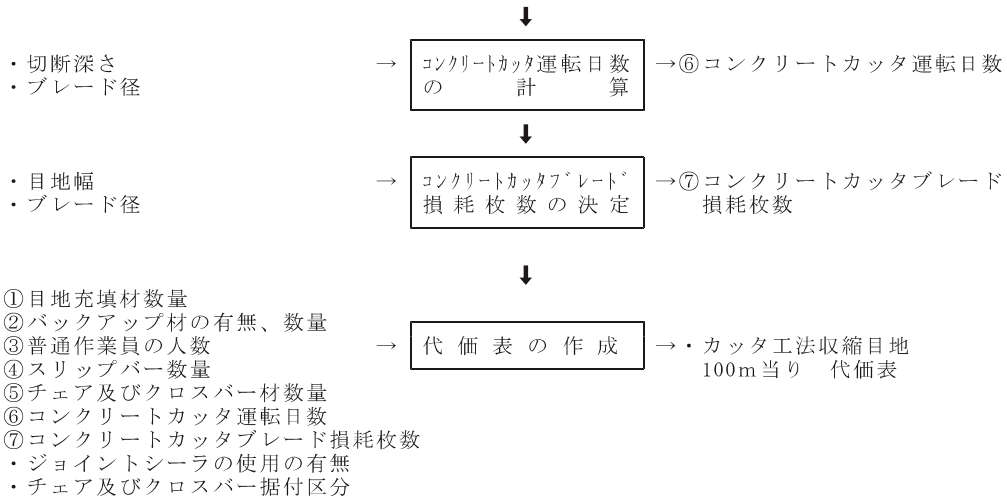 ⬇
・切断深さ → ｺﾝｸﾘｰﾄｶｯﾀ運転日数 →⑥コンクリートカッタ運転日数
・ブレード径 の計算
⬇
・目地幅 → ｺﾝｸﾘｰﾄｶｯﾀﾌﾞﾚｰﾄﾞ →⑦コンクリートカッタブレード
・ブレード径 損耗枚数の決定 損耗枚数
⬇
①目地充填材数量
②バックアップ材の有無、数量
③普通作業員の人数 → 代価表の作成 →・カッタ工法収縮目地
④スリップバー数量 100ｍ当り　代価表
⑤チェア及びクロスバー材数量
⑥コンクリートカッタ運転日数
⑦コンクリートカッタブレード損耗枚数
・ジョイントシーラの使用の有無
・チェア及びクロスバー据付区分